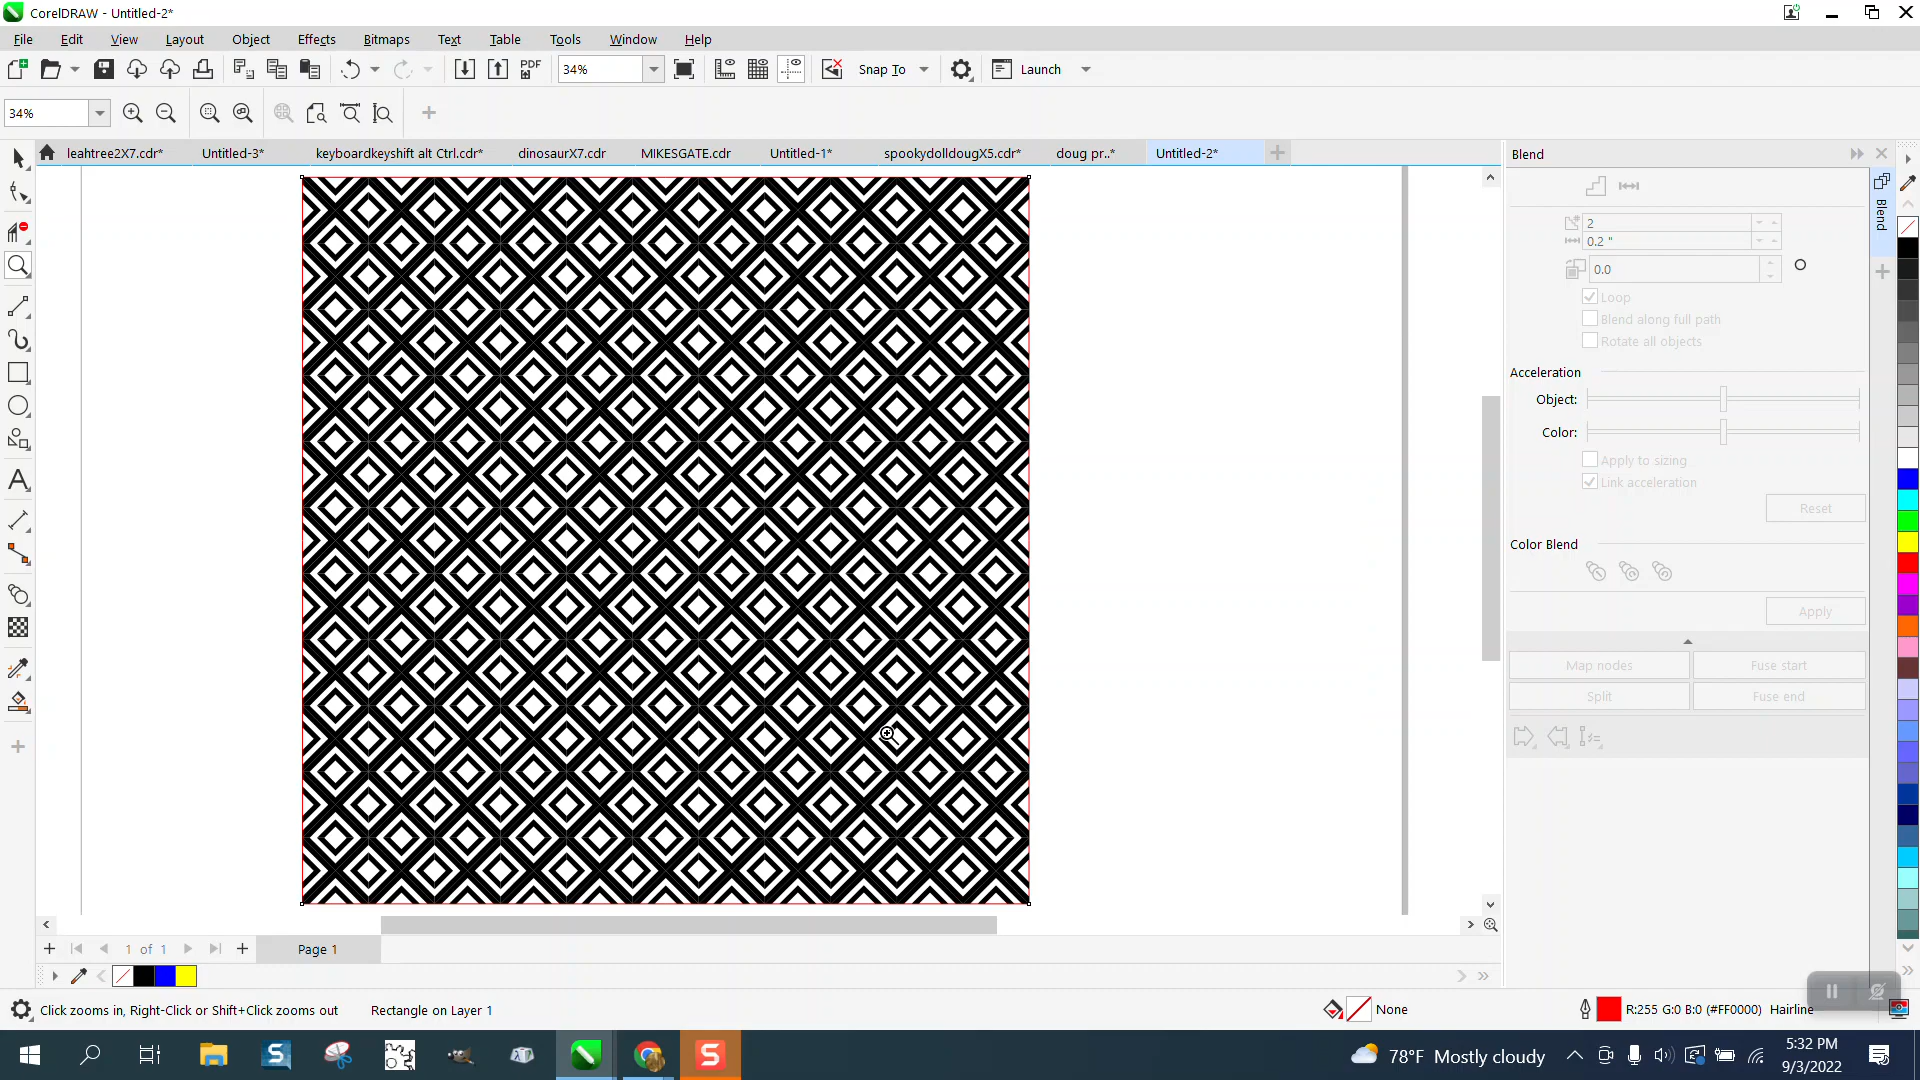 CorelDRAW - Untitled-2*
File Edit View Layout Object Effects Bitmaps Text Table Tools Window Help
PDF 34% Snap To Launch
34%
leahtree2X7.cdr* Untitled-3* keyboardkeyshift alt Ctrl.cdr* dinosaurX7.cdr MIKESGATE.cdr Untitled-1* spookydolldougX5.cdr* doug pr..* Untitled-2*
Blend
Blend
2
0.2 "
0.0
Loop
Blend along full path
Rotate all objects
Acceleration
Object:
Color:
Apply to sizing
Link acceleration
Reset
Color Blend
Apply
Map nodes Fuse start
Split Fuse end
1 of 1 Page 1
Click zooms in, Right-Click or Shift+Click zooms out Rectangle on Layer 1 None R:255 G:0 B:0 (#FF0000) Hairline
78°F Mostly cloudy
5:32 PM
9/3/2022